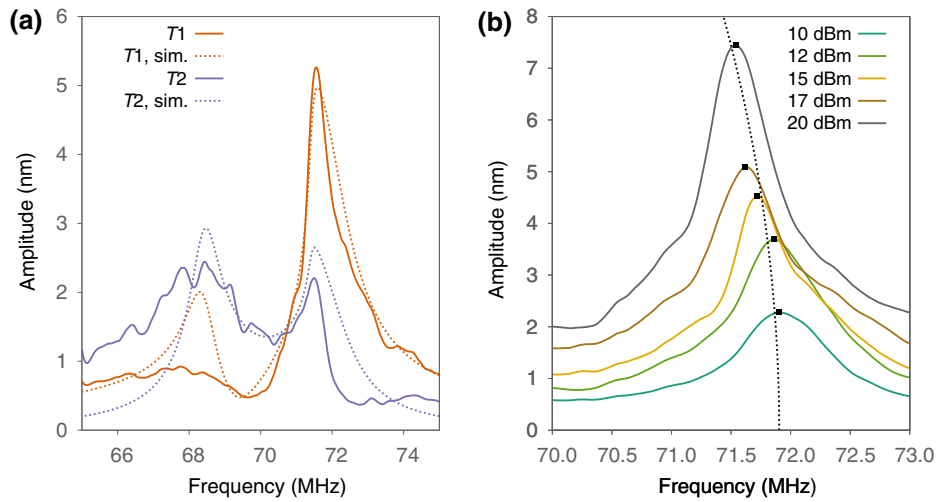 (a)
6
5
4
3
2
1
0
Amplitude (nm)
T1
T1, sim.
T2
T2, sim.
66 68 70 72 74
Frequency (MHz)
(b)
8
7
6
5
4
3
2
1
0
Amplitude (nm)
10 dBm
12 dBm
15 dBm
17 dBm
20 dBm
70.0 70.5 71.0 71.5 72.0 72.5 73.0
Frequency (MHz)